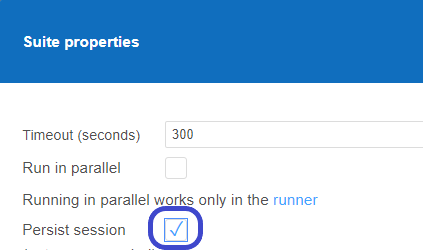 Suite properties
Timeout (seconds) 300
Run in parallel
Running in parallel works only in the runner
Persist session